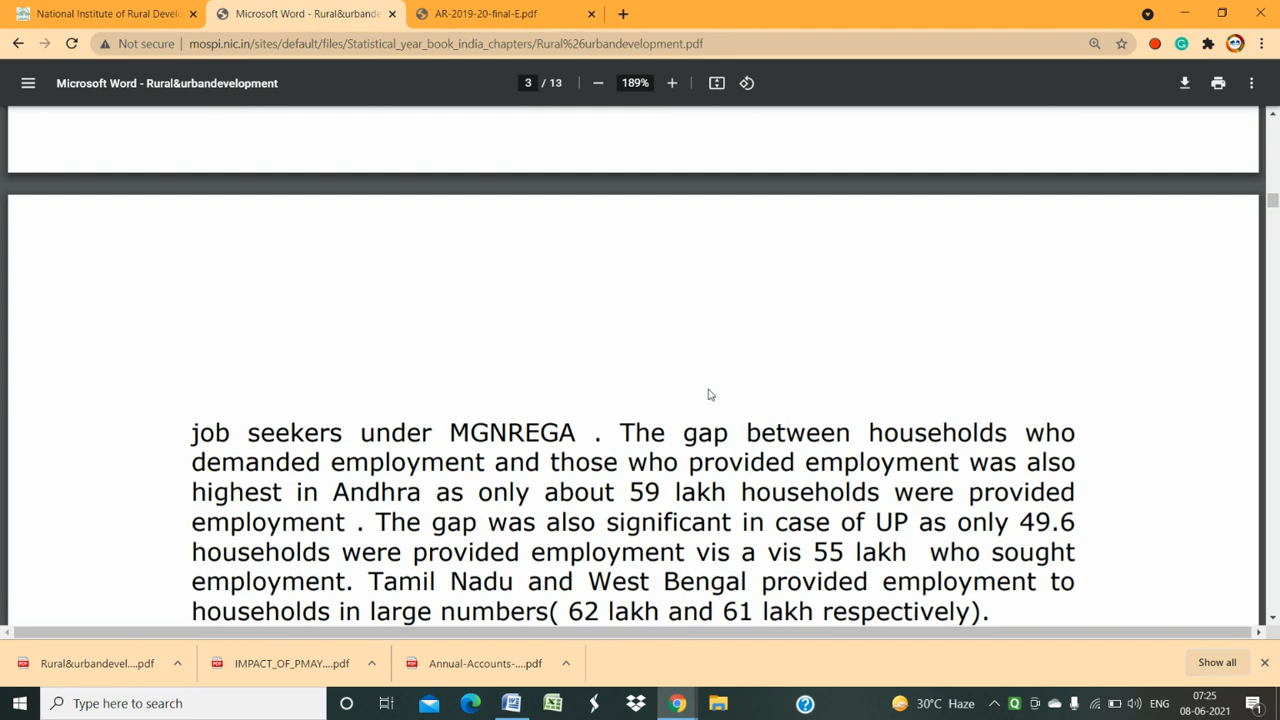 National Institute of Rural Develo
Microsoft Word - Rural&urbande
AR-2019-20-final-E.pdf
Not secure
mospi.nic.in/sites/default/files/Statistical_year_book_india_chapters/Rural%26urbandevelopment.pdf
Microsoft Word - Rural&urbandevelopment
3 / 13
189%
job seekers under MGNREGA . The gap between households who
demanded employment and those who provided employment was also
highest in Andhra as only about 59 lakh households were provided
employment . The gap was also significant in case of UP as only 49.6
households were provided employment vis a vis 55 lakh who sought
employment. Tamil Nadu and West Bengal provided employment to
households in large numbers( 62 lakh and 61 lakh respectively).
Rural&urbandevel....pdf
IMPACT_OF_PMAY....pdf
Annual-Accounts-....pdf
Show all
Type here to search
30°C Haze
ENG
07:25
08-06-2021